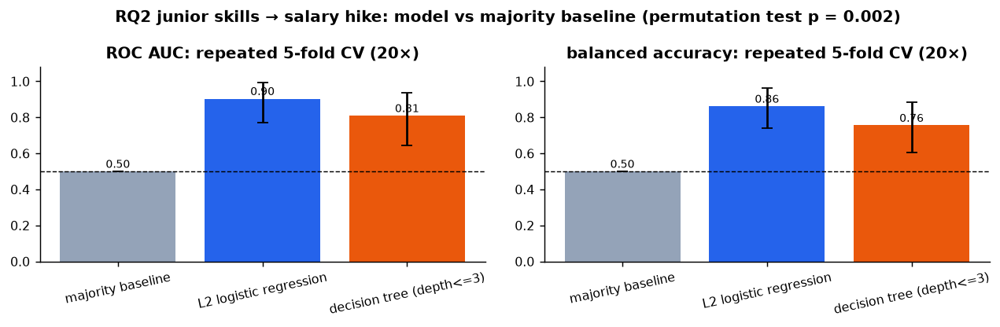 RQ2 junior skills → salary hike: model vs majority baseline (permutation test p = 0.002)
ROC AUC: repeated 5-fold CV (20×)
1.0
0.8
0.6
0.4
0.2
0.0
0.50
0.90
0.81
majority baseline
L2 logistic regression
decision tree (depth<=3)
balanced accuracy: repeated 5-fold CV (20×)
1.0
0.8
0.6
0.4
0.2
0.0
0.50
0.86
0.76
majority baseline
L2 logistic regression
decision tree (depth<=3)